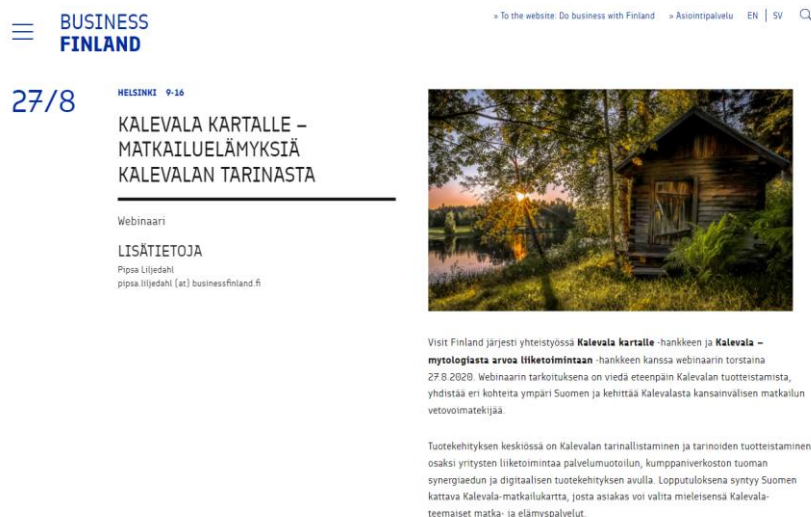 BUSINESS
FINLAND
» To the website: Do business with Finland » Asiointipalvelu EN | SV
27/8
HELSINKI 9-16
KALEVALA KARTALLE –
MATKAILUELÄMYKSIÄ
KALEVALAN TARINASTA
Webinaari
LISÄTIETOJA
Pipsa Liljedahl
pipsa.liljedahl (at) businessfinland.fi
Visit Finland järjesti yhteistyössä Kalevala kartalle -hankkeen ja Kalevala –
mytologiasta arvoa liiketoimintaan -hankkeen kanssa webinaarin torstaina
27.8.2020. Webinaarin tarkoituksena on viedä eteenpäin Kalevalan tuotteistamista,
yhdistää eri kohteita ympäri Suomen ja kehittää Kalevalasta kansainvälisen matkailun
vetovoimatekijää.
Tuotekehityksen keskiössä on Kalevalan tarinallistaminen ja tarinoiden tuotteistaminen
osaksi yritysten liiketoimintaa palvelumuotoilun, kumppaniverkoston tuoman
synergiaedun ja digitaalisen tuotekehityksen avulla. Lopputuloksena syntyy Suomen
kattava Kalevala-matkailukartta, josta asiakas voi valita mieleisensä Kalevala-
teemaiset matka- ja elämyspalvelut.